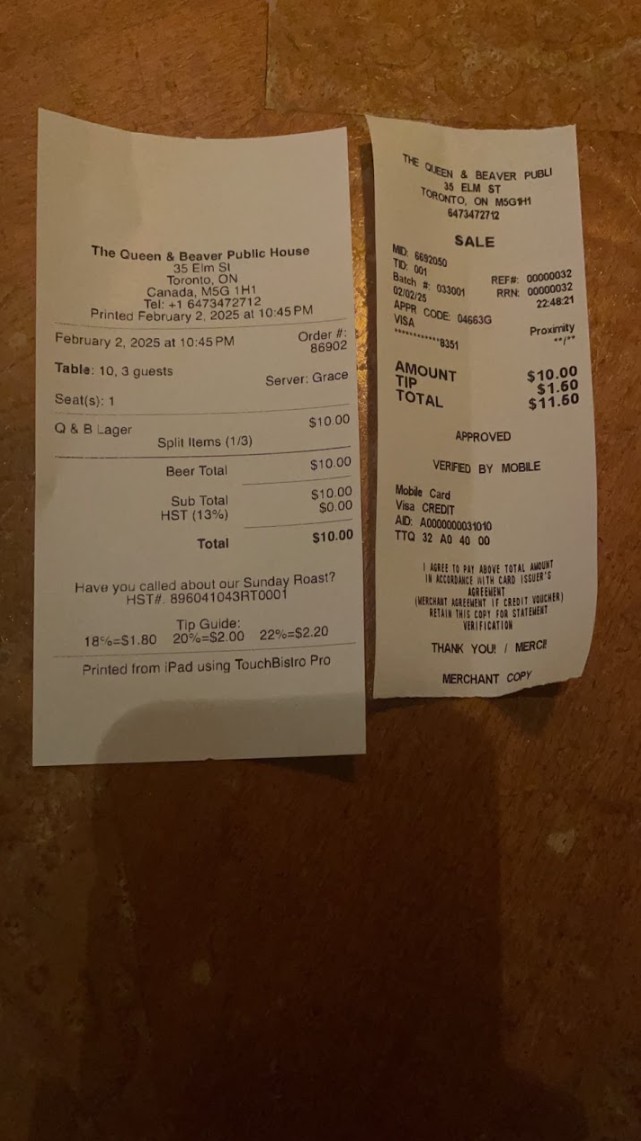 The Queen & Beaver Public House
35 Elm St
Toronto, ON
Canada, M5G 1H1
Tel: +1 6473472712
Printed February 2, 2025 at 10:45 PM
February 2, 2025 at 10:45 PM Order #:
86902
Table: 10, 3 guests
Server: Grace
Seat(s): 1
Q & B Lager $10.00
Split Items (1/3)
Beer Total $10.00
Sub Total $10.00
HST (13%) $0.00
Total $10.00
Have you called about our Sunday Roast?
HST#. 896041043RT0001
Tip Guide:
18%=$1.80 20%=$2.00 22%=$2.20
Printed from iPad using TouchBistro Pro
THE QUEEN & BEAVER PUBLI
35 ELM ST
TORONTO, ON M5G1H1
6473472712
SALE
MID: 6692050
TID: 001 REF#: 00000032
Batch #: 033001 RRN: 00000032
02/02/25 22:48:21
APPR CODE: 04663G
VISA Proximity
************8351 **/**
AMOUNT $10.00
TIP $1.60
TOTAL $11.60
APPROVED
VERIFIED BY MOBILE
Mobile Card
Visa CREDIT
AID: A0000000031010
TTQ 32 A0 40 00
I AGREE TO PAY ABOVE TOTAL AMOUNT
IN ACCORDANCE WITH CARD ISSUER'S
AGREEMENT
(MERCHANT AGREEMENT IF CREDIT VOUCHER)
RETAIN THIS COPY FOR STATEMENT
VERIFICATION
THANK YOU! / MERCI!
MERCHANT COPY